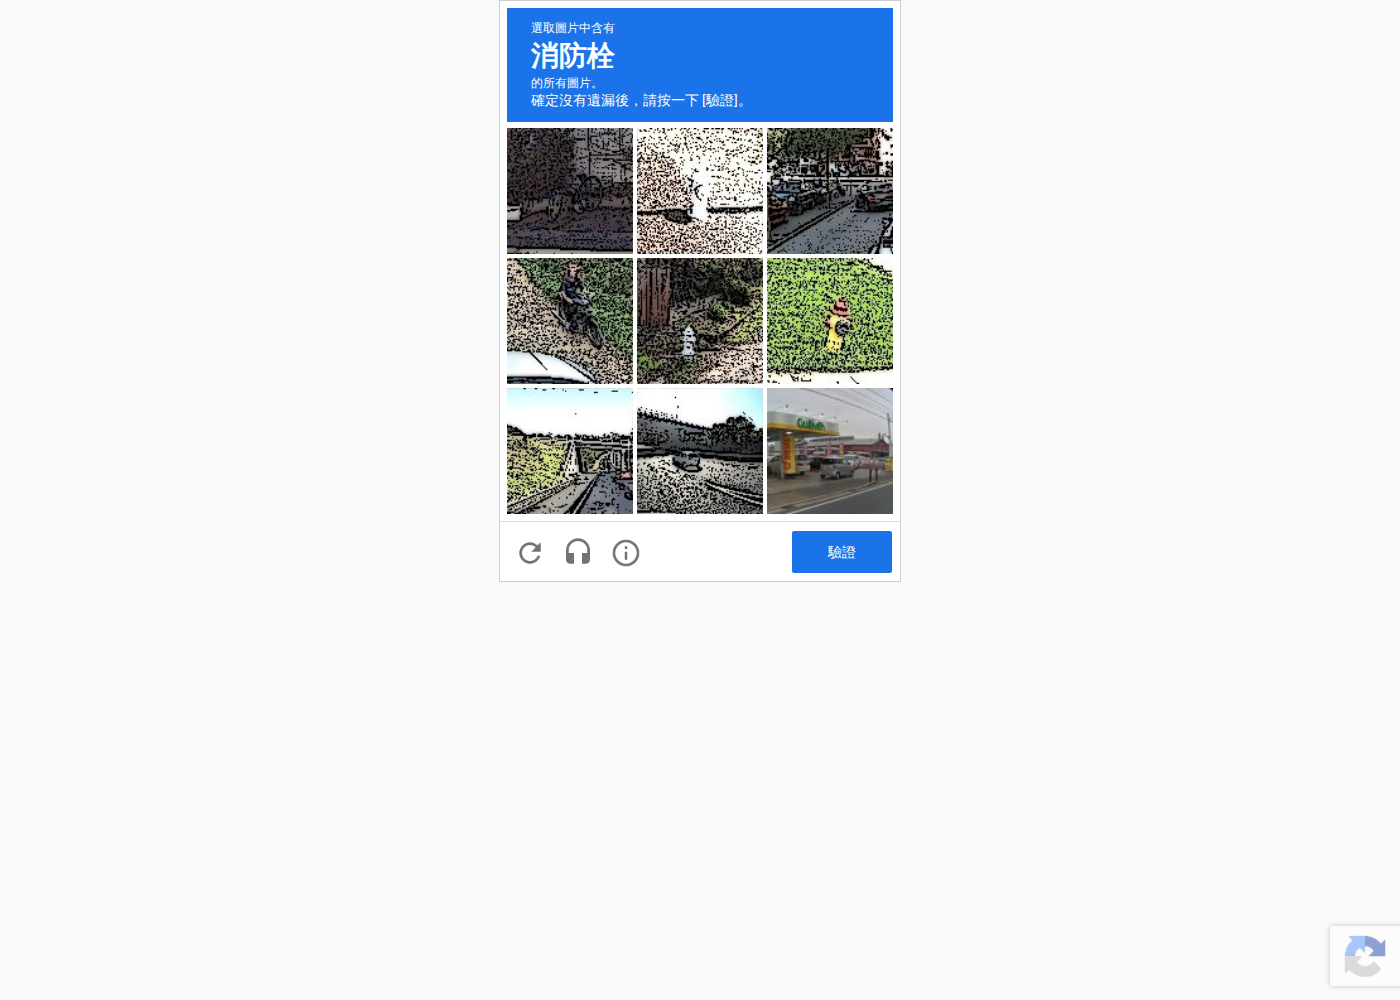 選取圖片中含有
消防栓
的所有圖片。
確定沒有遺漏後，請按一下 [驗證]。
驗證